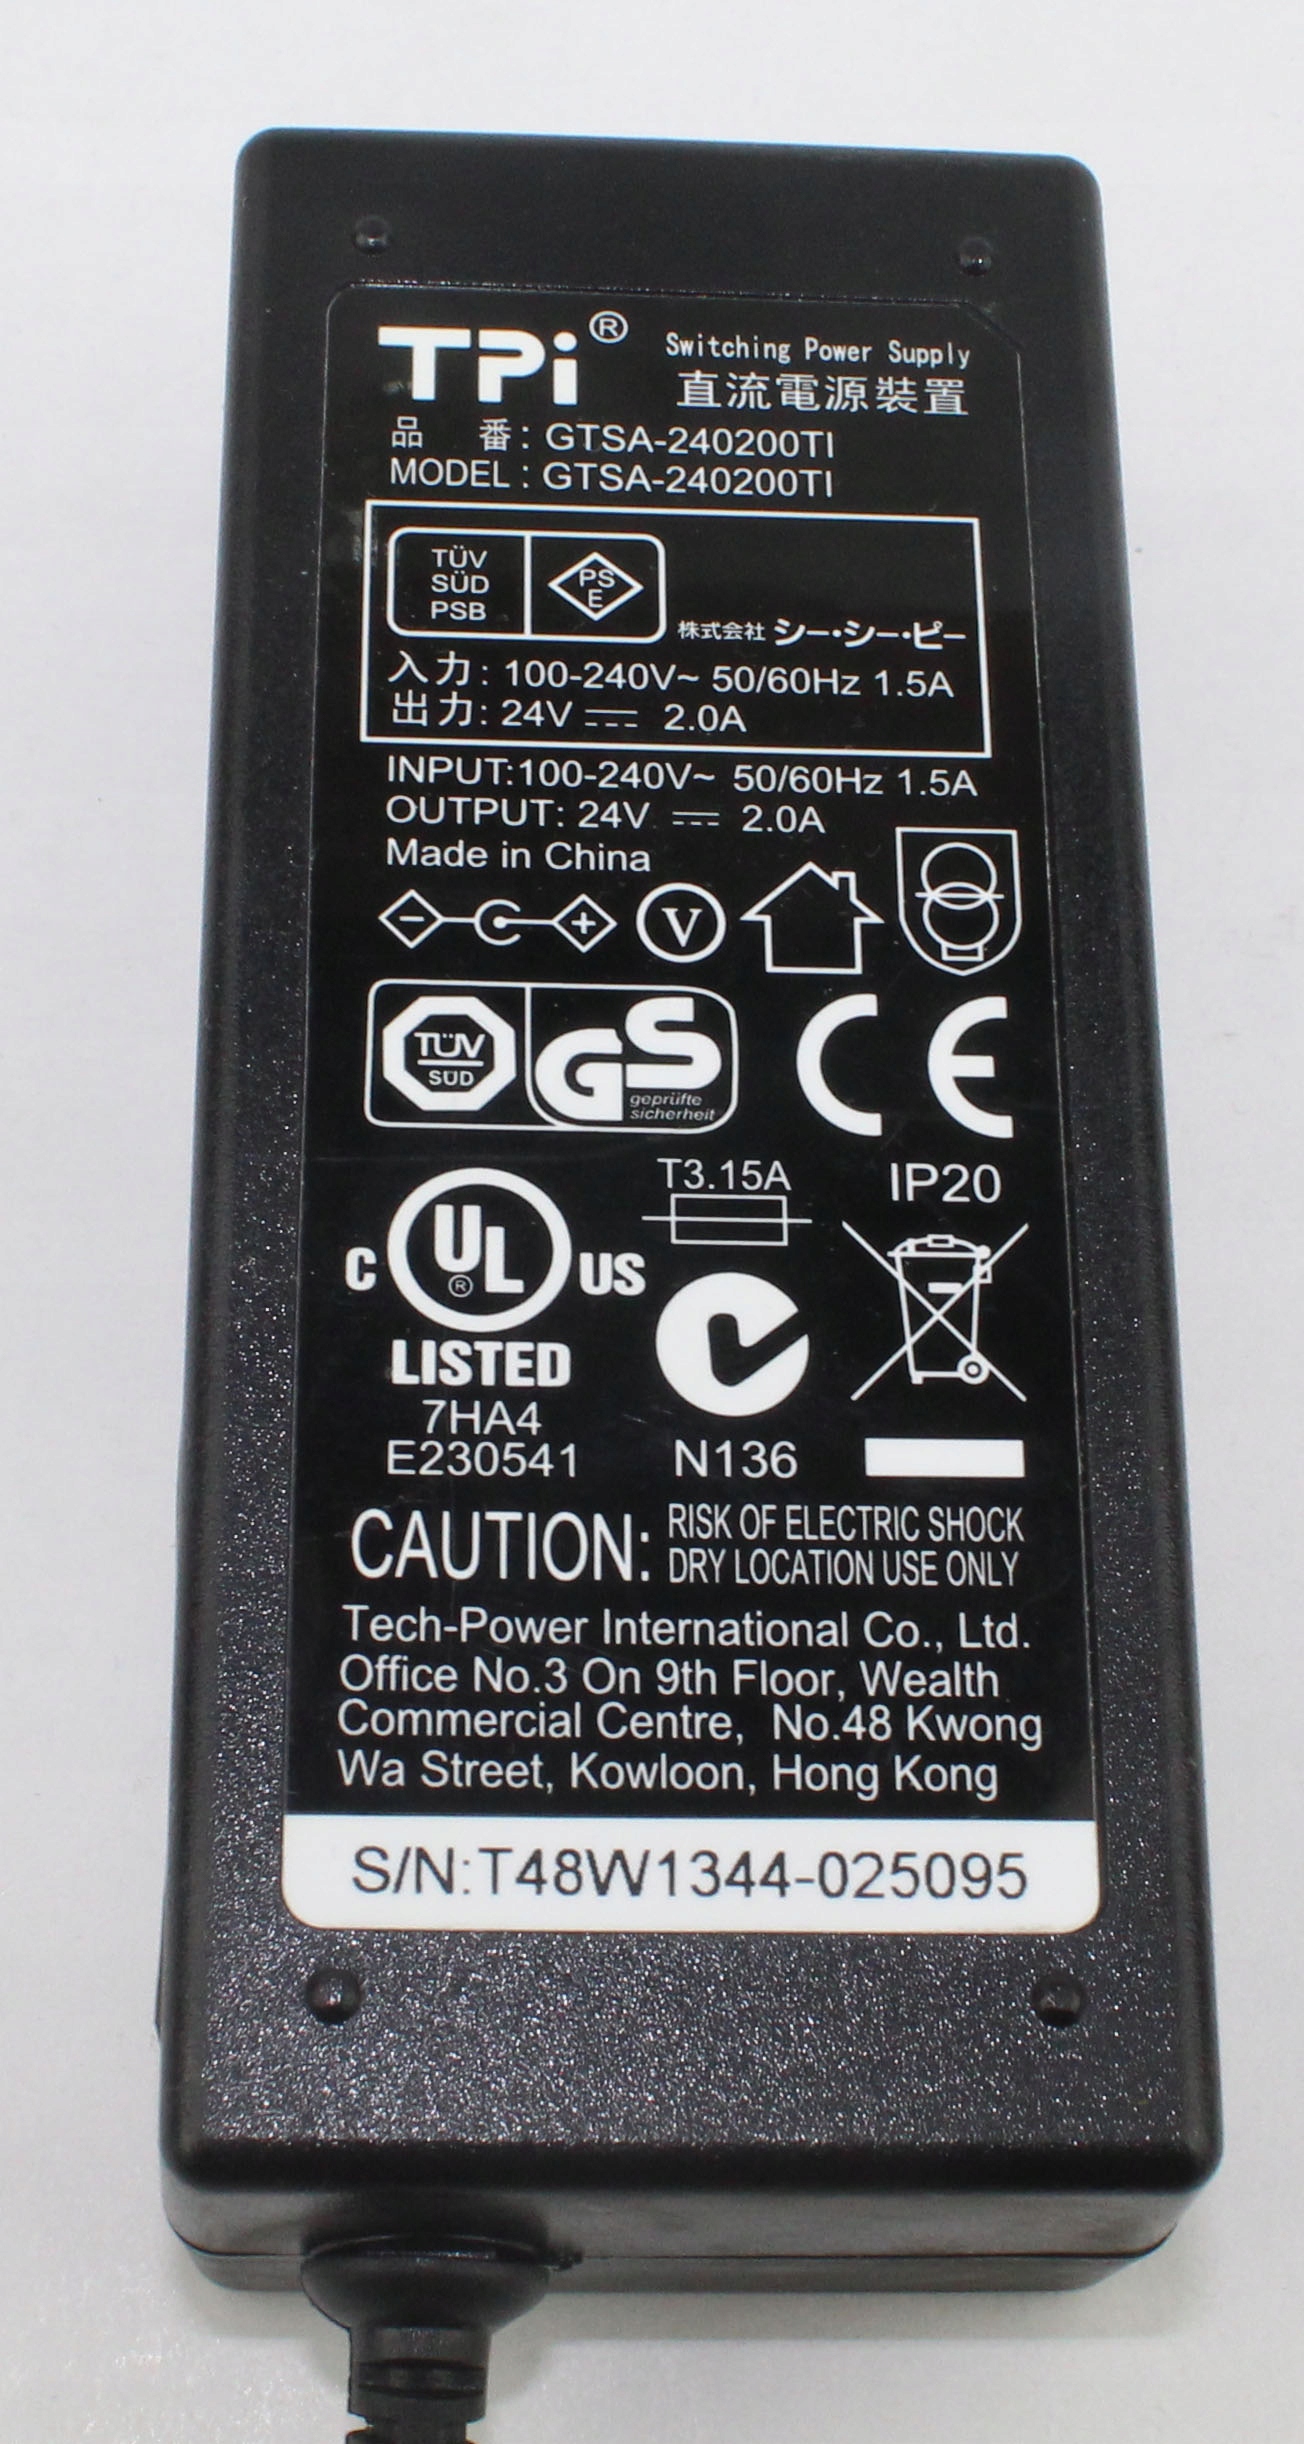 TPi®
Switching Power Supply
直流電源裝置
品 番: GTSA-240200TI
MODEL : GTSA-240200TI
TÜV
SÜD
PSB
PS
E
株式会社 シー・シー・ピー
入力: 100-240V~ 50/60Hz 1.5A
出力: 24V 2.0A
INPUT:100-240V~ 50/60Hz 1.5A
OUTPUT: 24V 2.0A
Made in China
- +
V
TÜV
SÜD
GS
geprüfte
sicherheit
CE
T3.15A
IP20
C UL® US
LISTED
7HA4
E230541
N136
CAUTION: RISK OF ELECTRIC SHOCK
DRY LOCATION USE ONLY
Tech-Power International Co., Ltd.
Office No.3 On 9th Floor, Wealth
Commercial Centre, No.48 Kwong
Wa Street, Kowloon, Hong Kong
S/N:T48W1344-025095